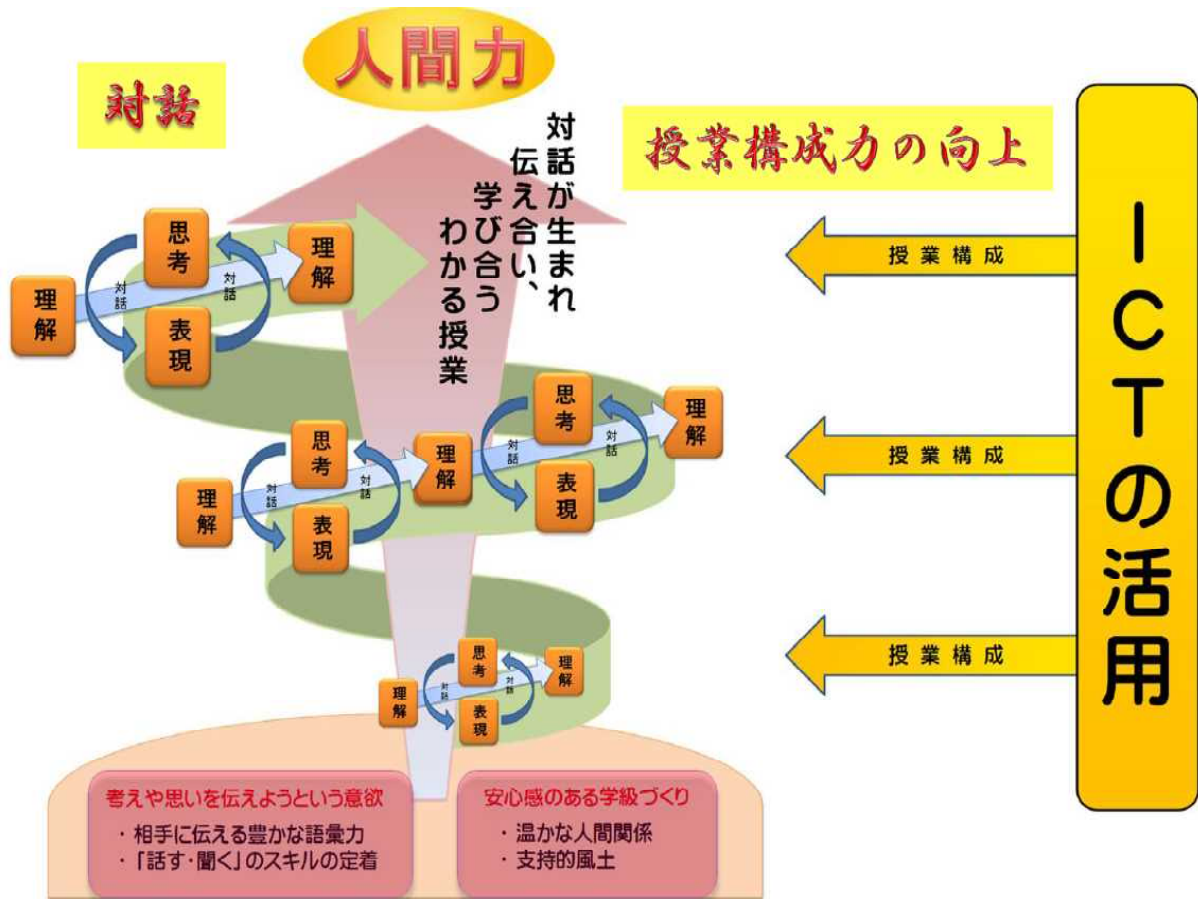 人間力
対話
授業構成力の向上
対話が生まれ
伝え合い、
学び合う
わかる授業
ICTの活用
授業構成
授業構成
授業構成
理解
思考
対話
対話
表現
理解
理解
思考
対話
対話
表現
理解
思考
対話
対話
表現
理解
理解
思考
対話
対話
表現
理解
考えや思いを伝えようという意欲
・相手に伝える豊かな語彙力
・「話す・聞く」のスキルの定着
安心感のある学級づくり
・温かな人間関係
・支持的風土